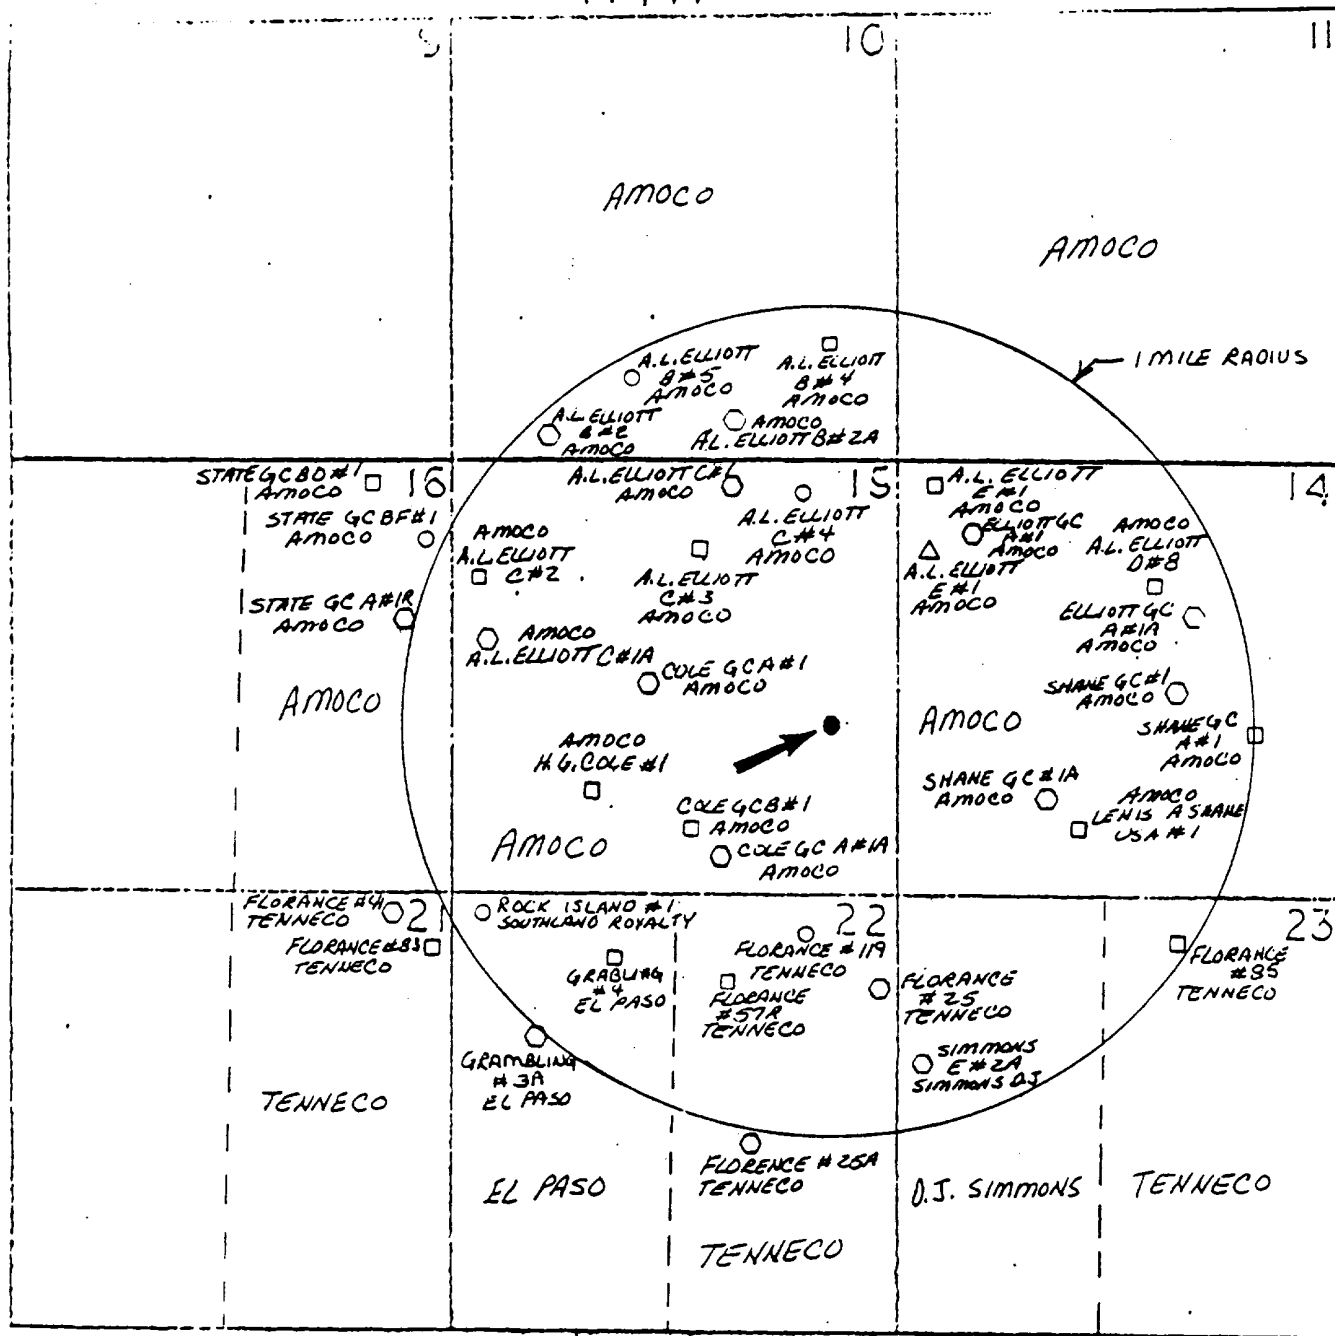 9
10
11
AMOCO
AMOCO
1 MILE RADIUS
A.L. ELLIOTT
B#5
AMOCO
A.L. ELLIOTT
B#4
AMOCO
A.L. ELLIOTT
AMOCO
AMOCO
A.L. ELLIOTT B#2A
STATE GC BD #1
AMOCO
16
STATE GC BF #1
AMOCO
STATE GC A#1R
AMOCO
AMOCO
A.L. ELLIOTT
AMOCO
15
A.L. ELLIOTT
C#4
AMOCO
AMOCO
A.L. ELLIOTT
C#2
A.L. ELLIOTT
C#3
AMOCO
AMOCO
A.L. ELLIOTT C#1A
COLE GC A#1
AMOCO
AMOCO
H.G. COLE #1
COLE GC B#1
AMOCO
COLE GC A#1A
AMOCO
AMOCO
A.L. ELLIOTT
E#1
AMOCO
14
ELLIOTT GC
A#1
AMOCO
A.L. ELLIOTT
E#1
AMOCO
AMOCO
A.L. ELLIOTT
D#8
ELLIOTT GC
A#1A
AMOCO
SHANE GC #1
AMOCO
AMOCO
SHANE GC
A#1
AMOCO
SHANE GC #1A
AMOCO
AMOCO
A SHANE
USA #1
FLORANCE
TENNECO
21
FLORANCE #83
TENNECO
TENNECO
ROCK ISLAND #1
SOUTHLAND ROYALTY
GRABLING
#4
EL PASO
GRAMBLING
#3A
EL PASO
22
FLORANCE #119
TENNECO
FLORANCE
#57R
TENNECO
FLORANCE
#25
TENNECO
SIMMONS
E#2A
SIMMONS DJ
23
FLORANCE
#85
TENNECO
FLORENCE #25A
TENNECO
EL PASO
TENNECO
D.J. SIMMONS
TENNECO